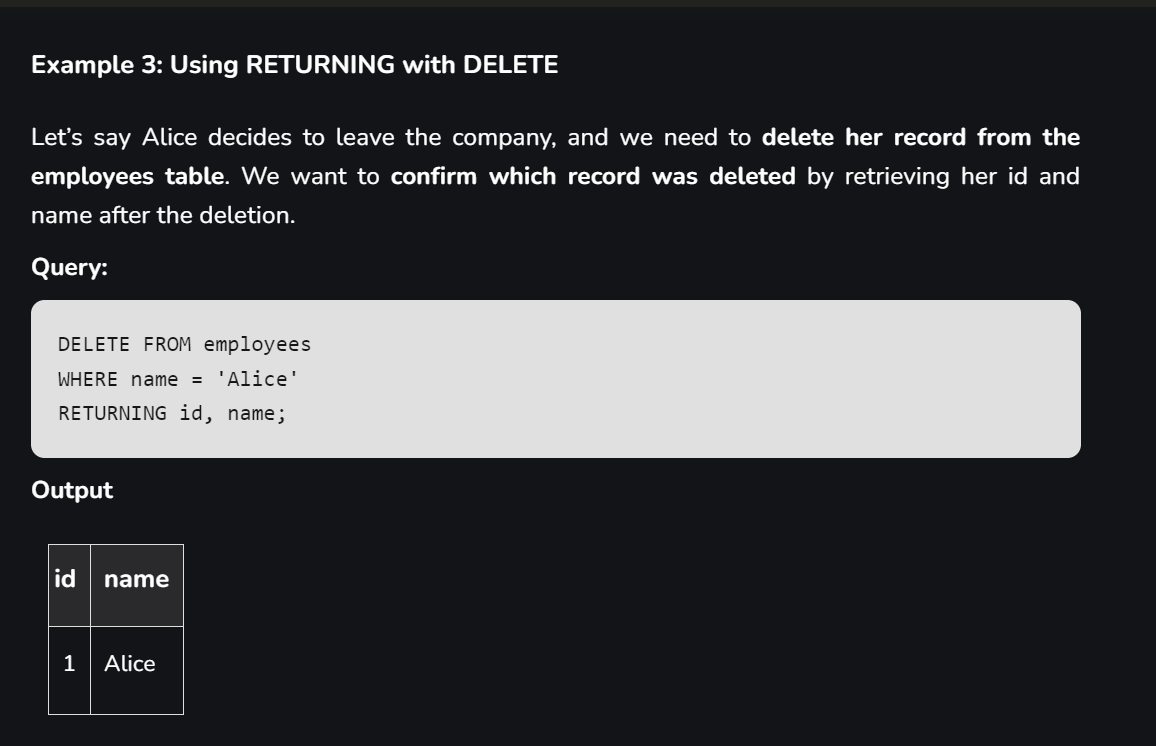 Example 3: Using RETURNING with DELETE
Let’s say Alice decides to leave the company, and we need to delete her record from the
employees table. We want to confirm which record was deleted by retrieving her id and
name after the deletion.
Query:
DELETE FROM employees
WHERE name = 'Alice'
RETURNING id, name;
Output
id name
1 Alice